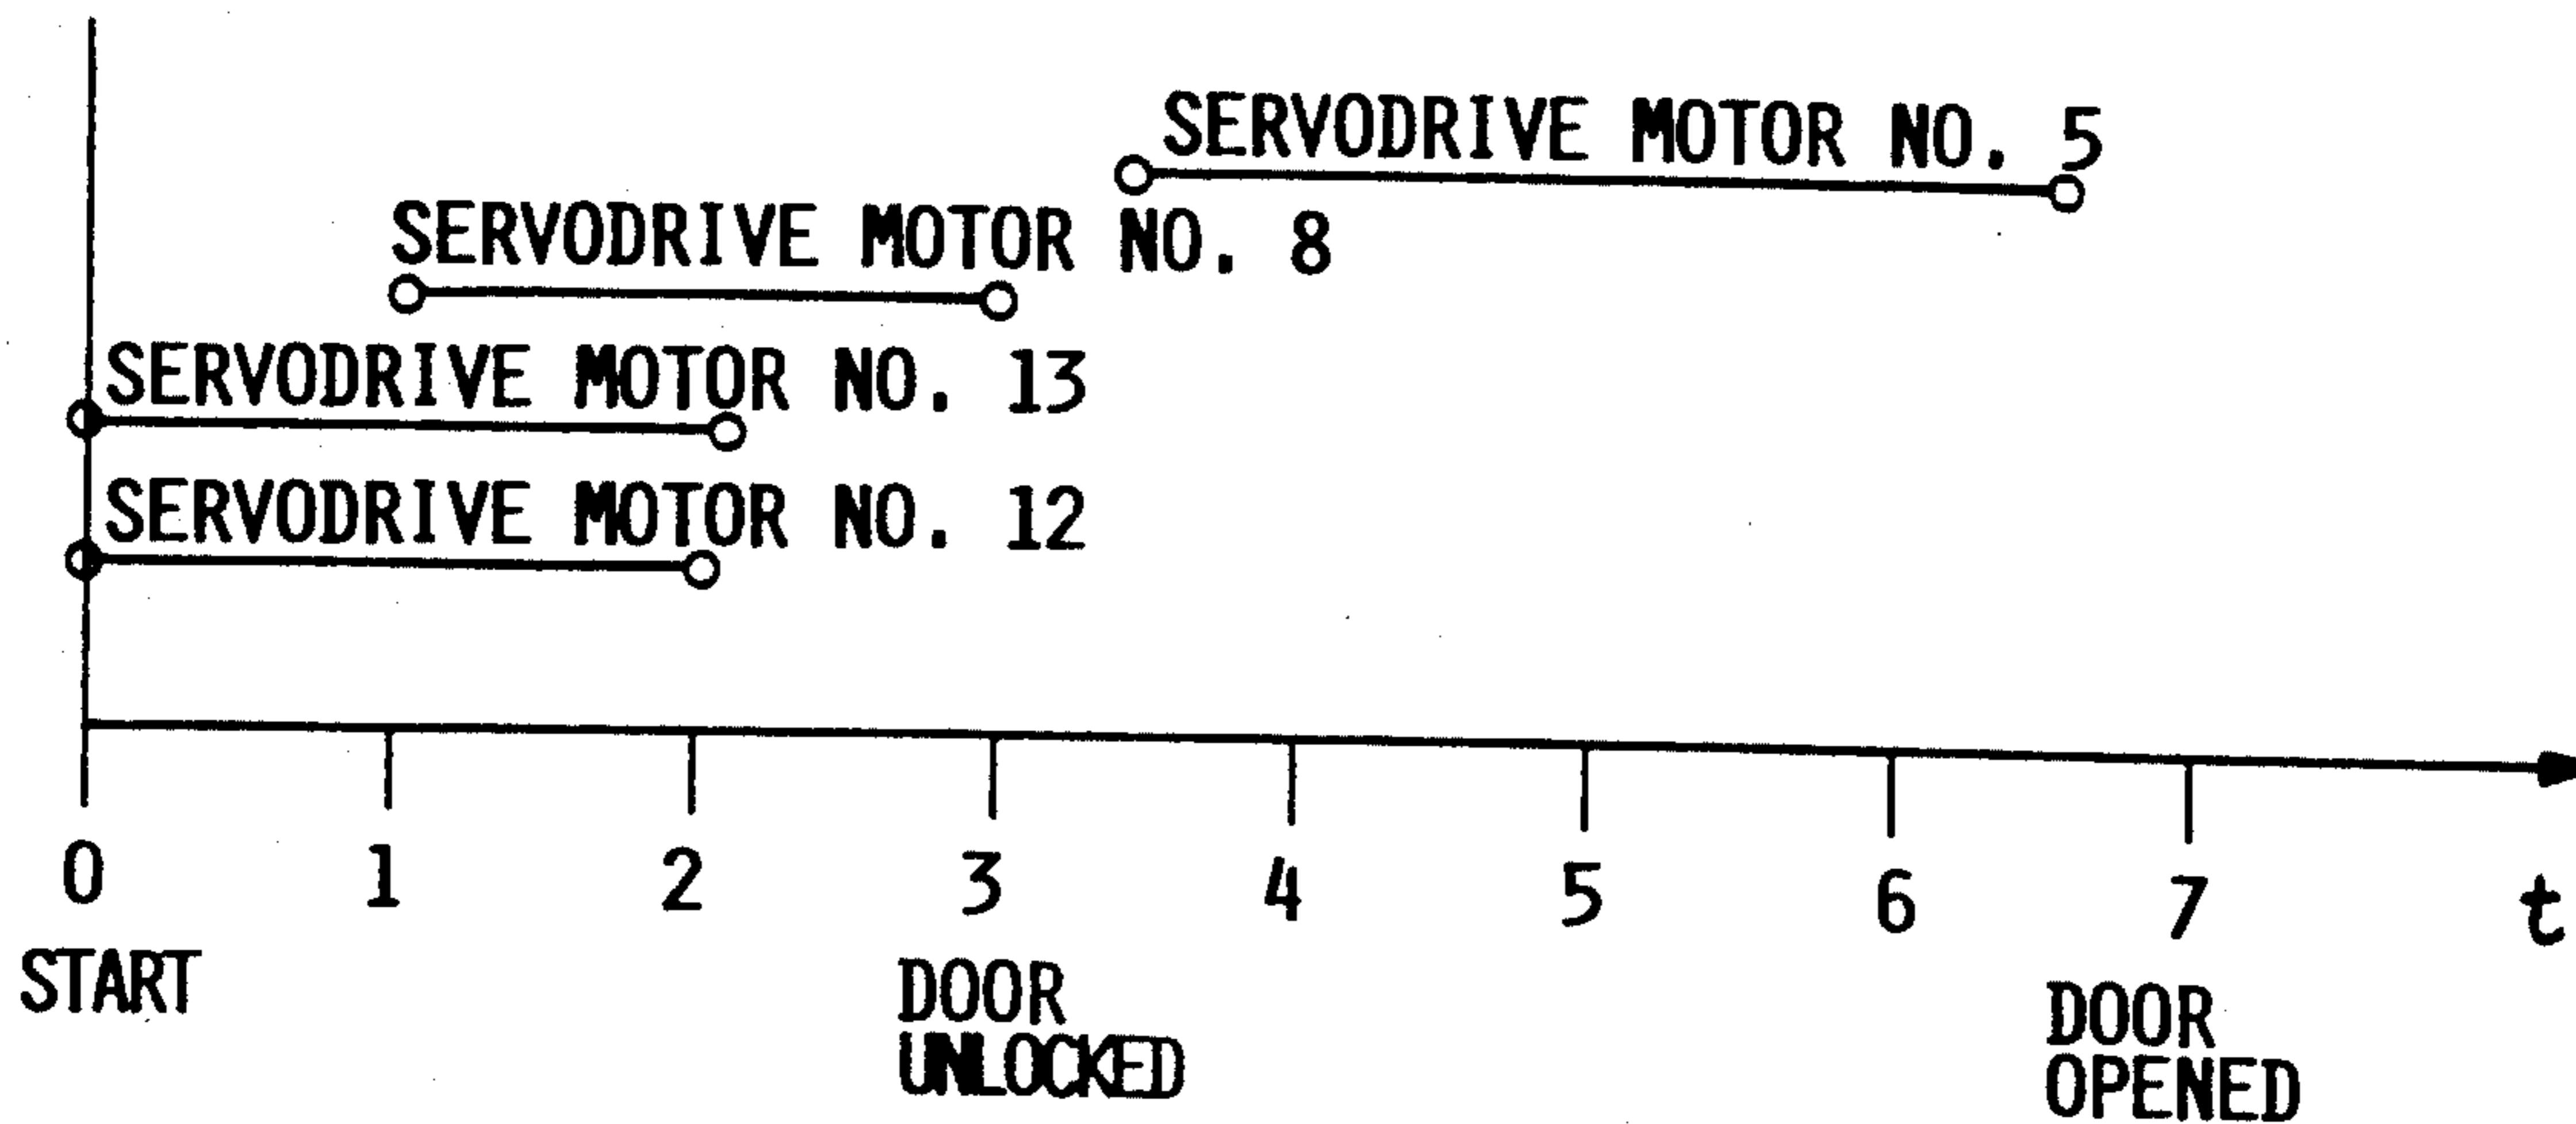 SERVODRIVE MOTOR NO. 5
SERVODRIVE MOTOR NO. 8
SERVODRIVE MOTOR NO. 13
SERVODRIVE MOTOR NO. 12
0 1 2 3 4 5 6 7 t
START
DOOR
UNLOCKED
DOOR
OPENED